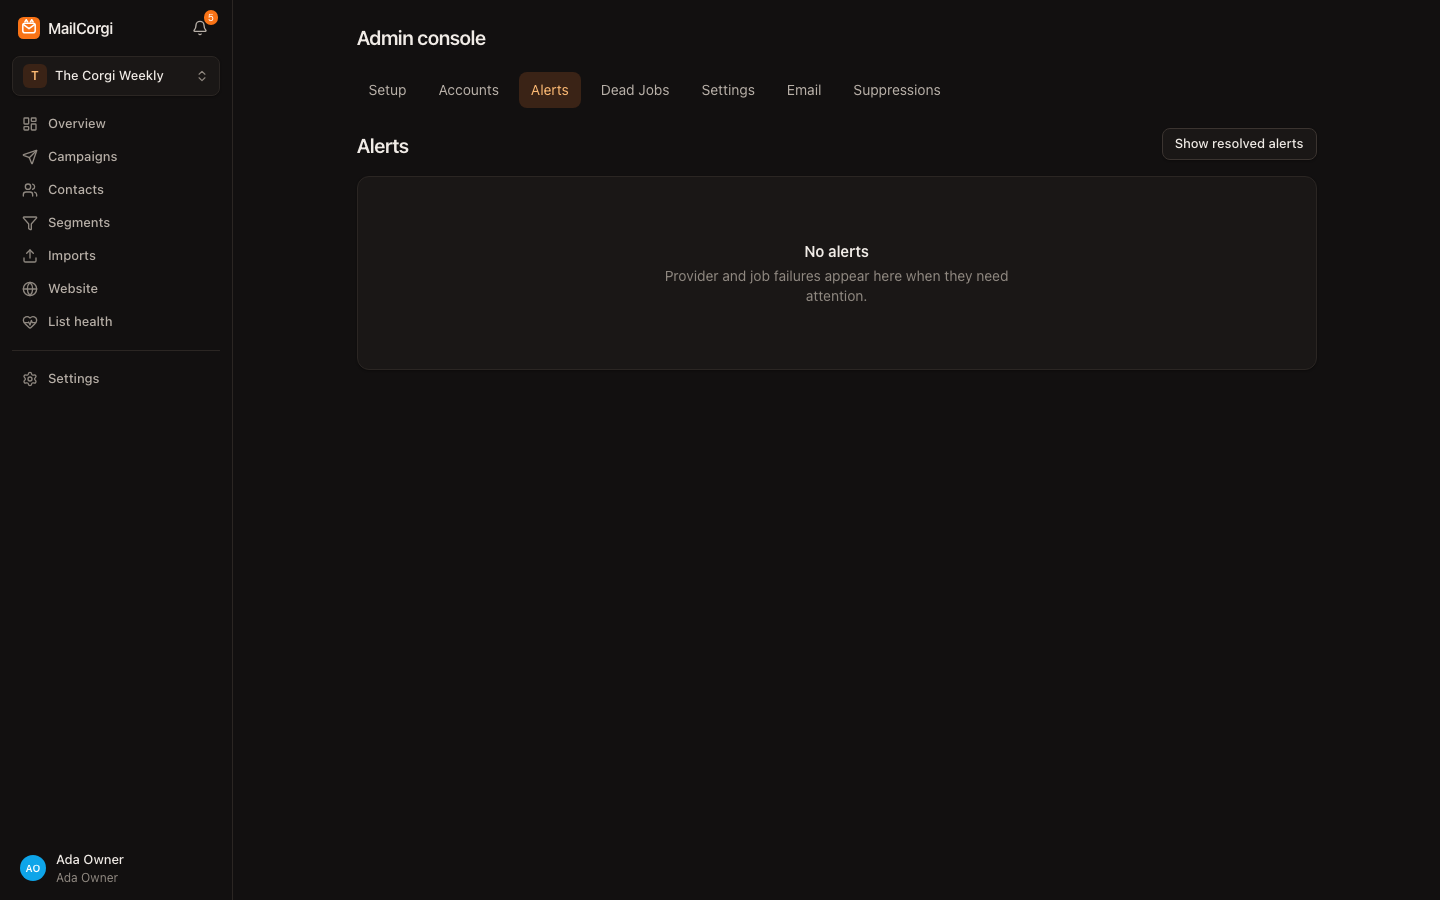 MailCorgi
5
T
The Corgi Weekly
Overview
Campaigns
Contacts
Segments
Imports
Website
List health
Settings
AO
Ada Owner
Ada Owner
Admin console
Setup
Accounts
Alerts
Dead Jobs
Settings
Email
Suppressions
Alerts
Show resolved alerts
No alerts
Provider and job failures appear here when they need
attention.